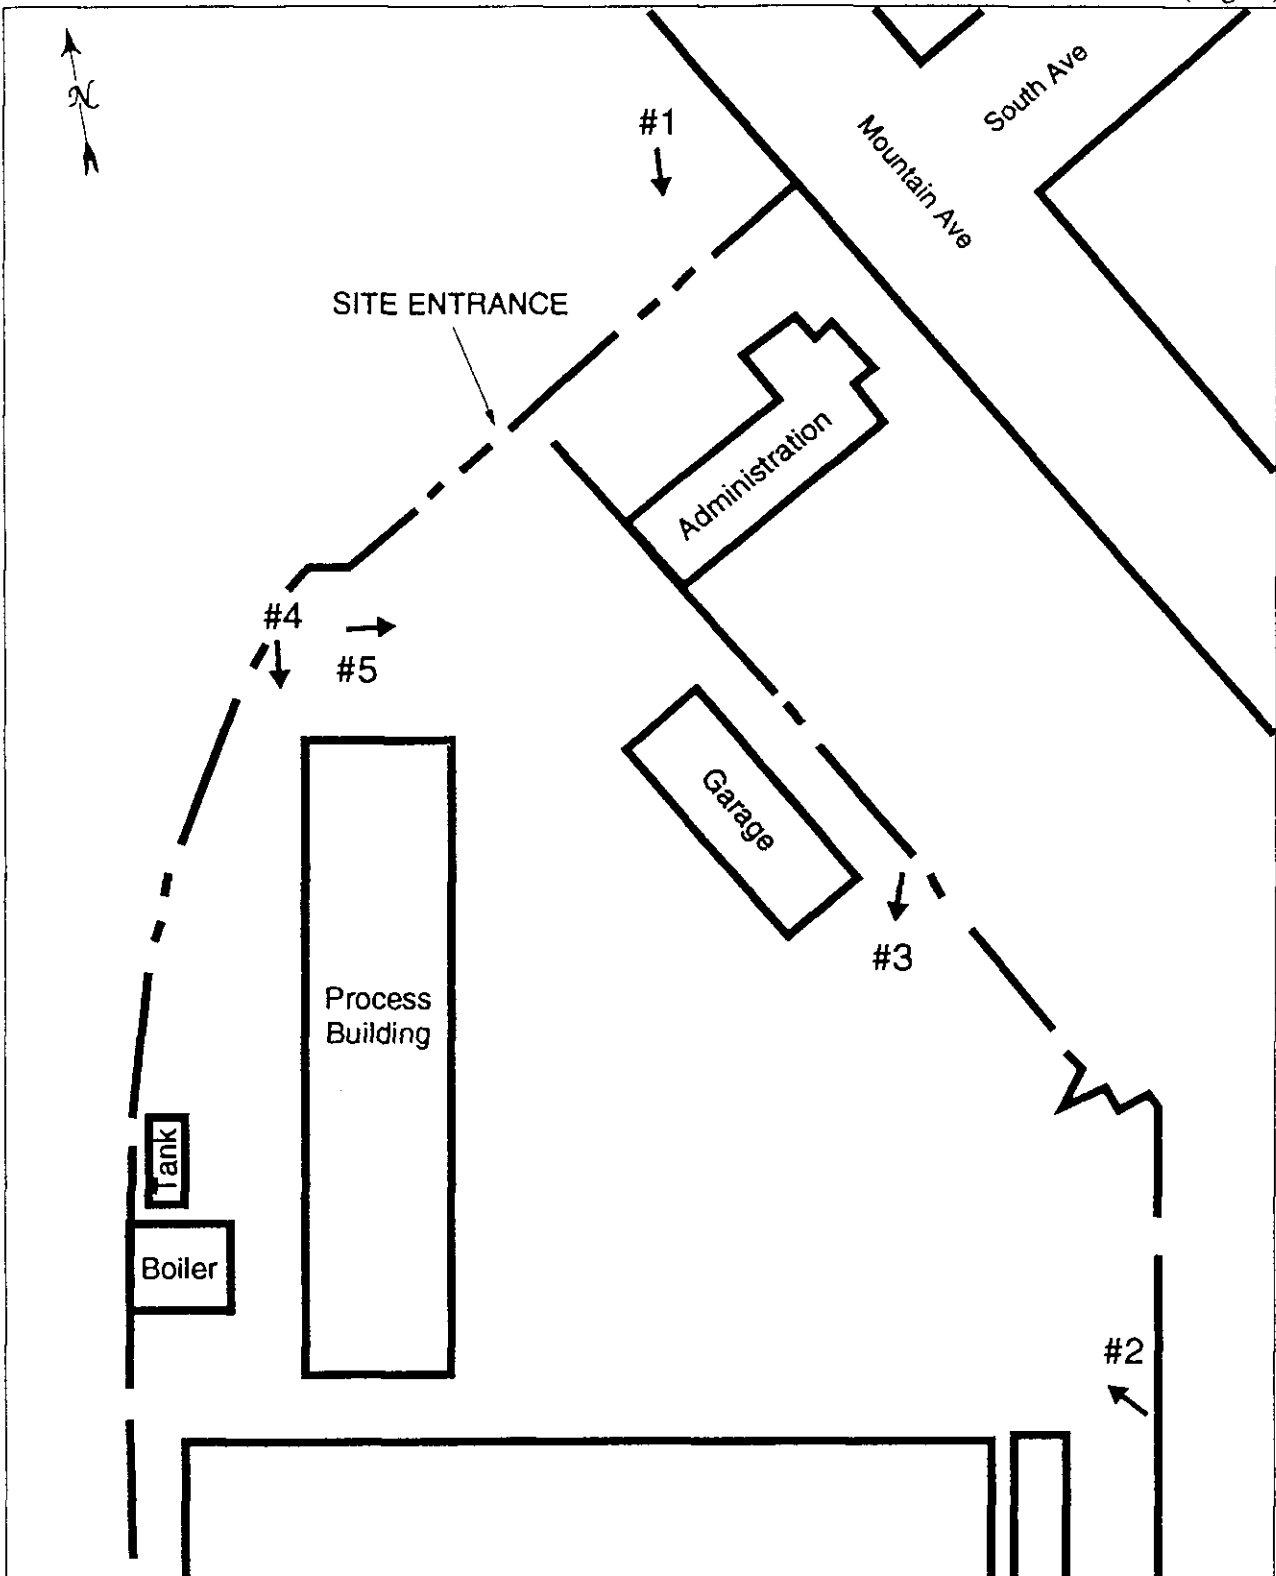 N
#1
South Ave
Mountain Ave
SITE ENTRANCE
Administration
#4
#5
Garage
#3
Process
Building
Tank
Boiler
#2